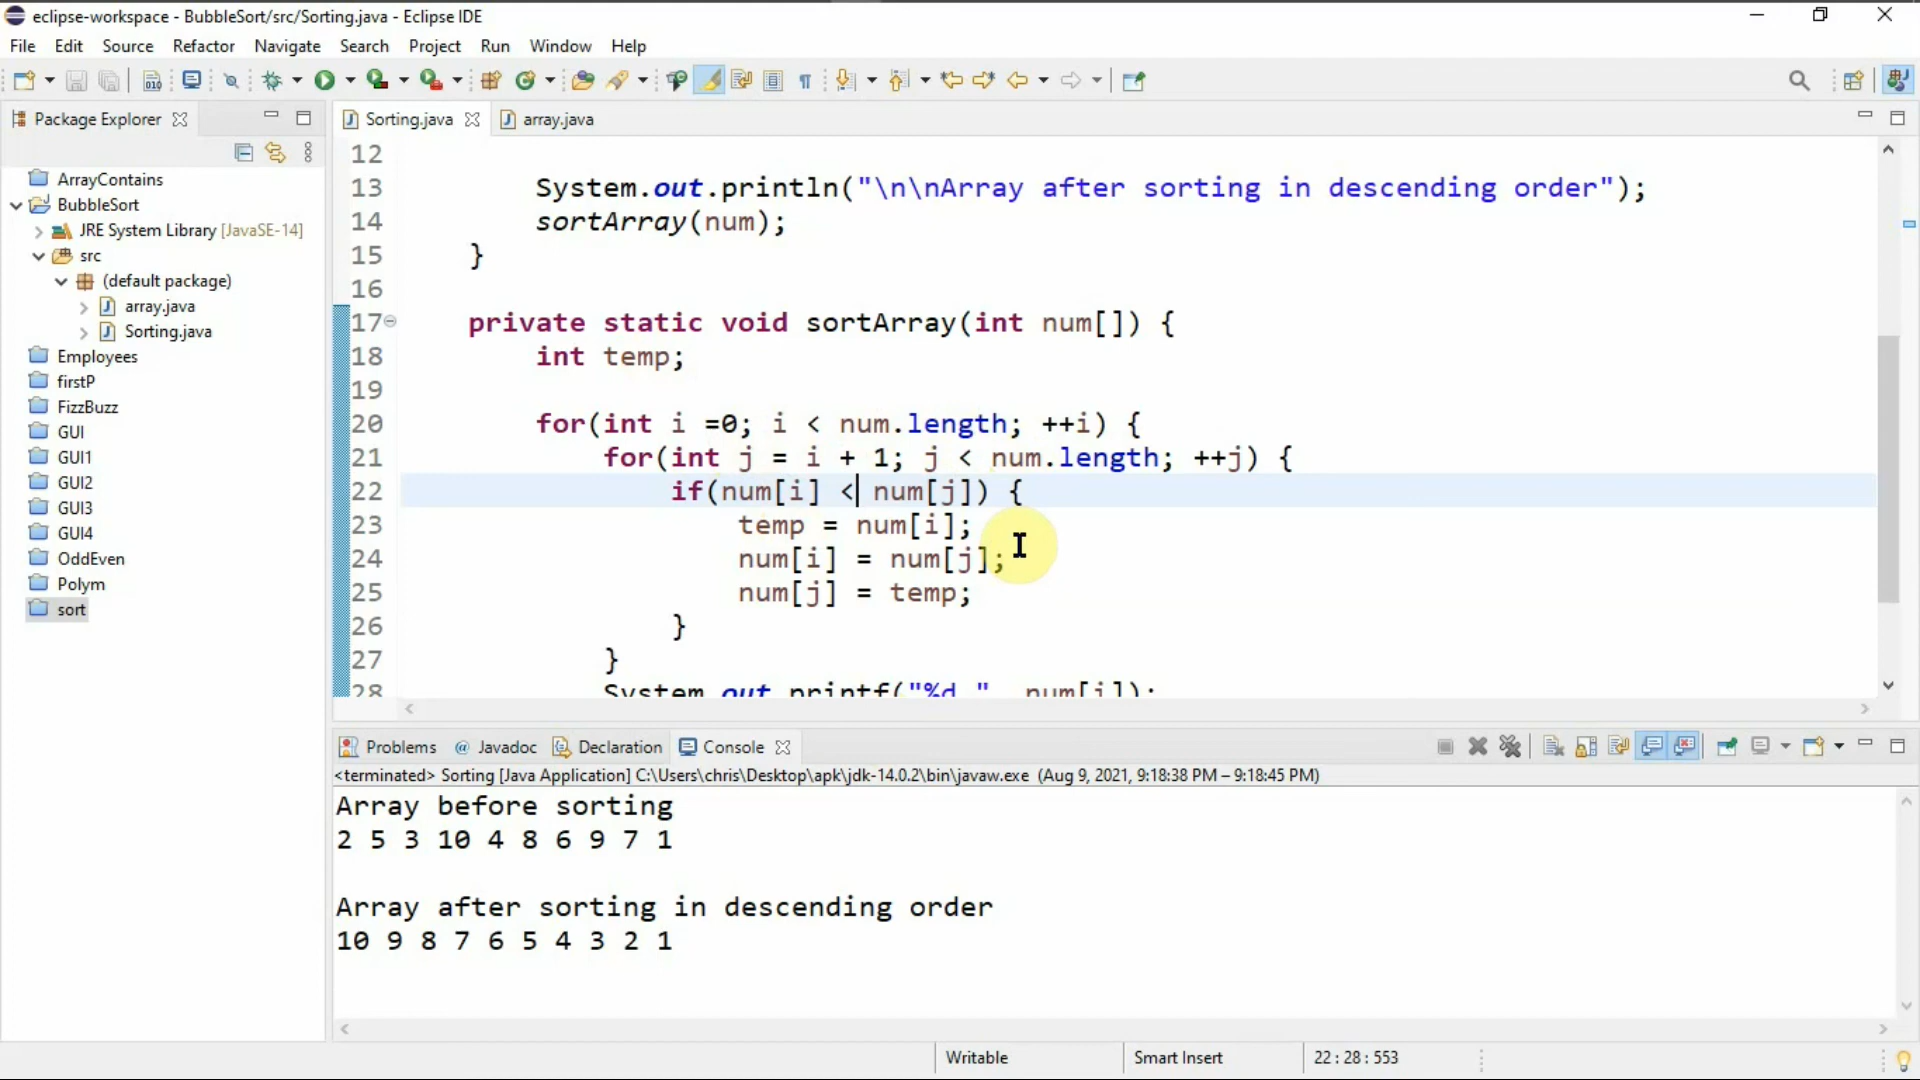 eclipse-workspace - BubbleSort/src/Sorting.java - Eclipse IDE
File Edit Source Refactor Navigate Search Project Run Window Help
Package Explorer
ArrayContains
BubbleSort
JRE System Library [JavaSE-14]
src
(default package)
array.java
Sorting.java
Employees
firstP
FizzBuzz
GUI
GUI1
GUI2
GUI3
GUI4
OddEven
Polym
sort
Sorting.java array.java
12
13 System.out.println("\n\nArray after sorting in descending order");
14 sortArray(num);
15 }
16
17 private static void sortArray(int num[]) {
18 int temp;
19
20 for(int i =0; i < num.length; ++i) {
21 for(int j = i + 1; j < num.length; ++j) {
22 if(num[i] < num[j]) {
23 temp = num[i];
24 num[i] = num[j];
25 num[j] = temp;
26 }
27 }
28 System.out.printf("%d ", num[i]);
Problems @ Javadoc Declaration Console
<terminated> Sorting [Java Application] C:\Users\chris\Desktop\apk\jdk-14.0.2\bin\javaw.exe (Aug 9, 2021, 9:18:38 PM – 9:18:45 PM)
Array before sorting
2 5 3 10 4 8 6 9 7 1
Array after sorting in descending order
10 9 8 7 6 5 4 3 2 1
Writable Smart Insert 22 : 28 : 553